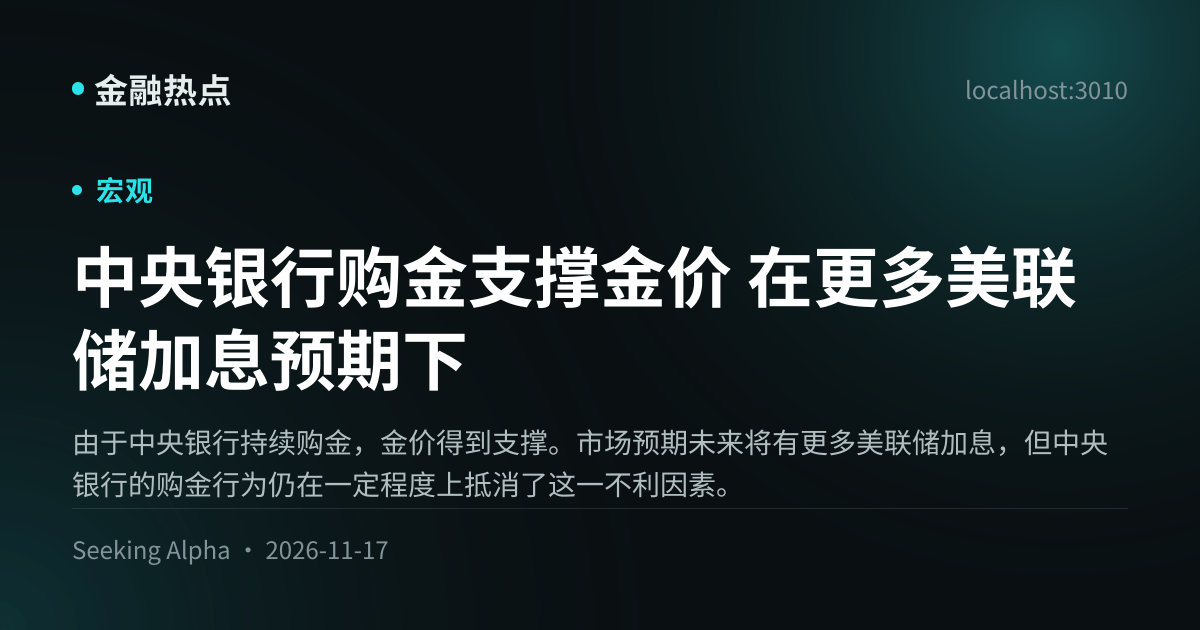 金融热点
localhost:3010
宏观
中央银行购金支撑金价 在更多美联
储加息预期下
由于中央银行持续购金，金价得到支撑。市场预期未来将有更多美联储加息，但中央
银行的购金行为仍在一定程度上抵消了这一不利因素。
Seeking Alpha · 2026-11-17